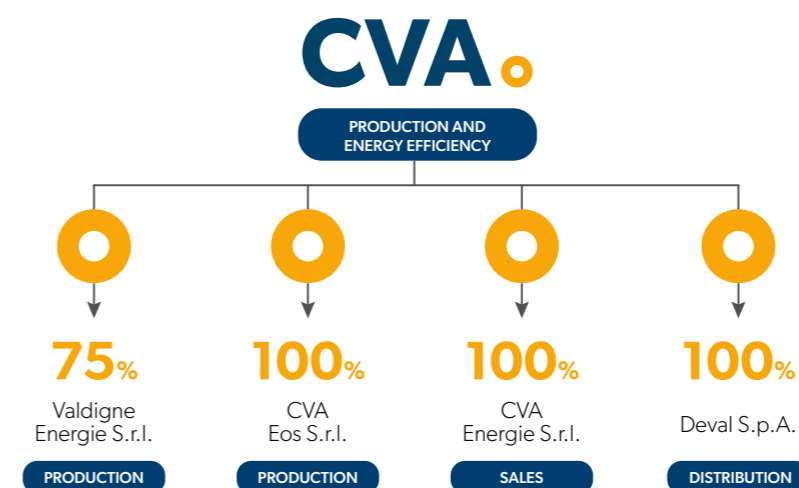 CVA
PRODUCTION AND
ENERGY EFFICIENCY
75%
Valdigne
Energie S.r.l.
PRODUCTION
100%
CVA
Eos S.r.l.
PRODUCTION
100%
CVA
Energie S.r.l.
SALES
100%
Deval S.p.A.
DISTRIBUTION